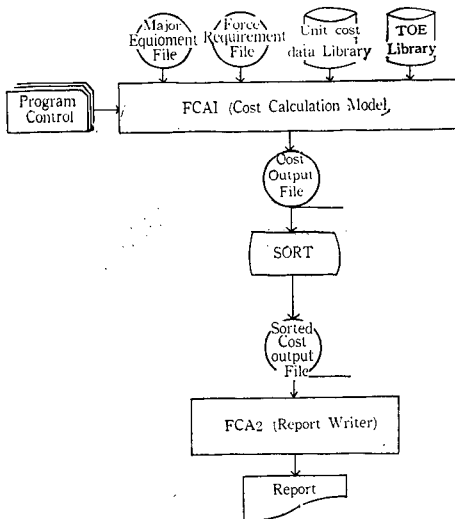 Major
Equioment
File
Force
Requirement
File
Unit cost
data Library
TOE
Library
Program
Control
FCA1 (Cost Calculation Model,
Cost
Output
File
SORT
Sorted
Cost
output
File
FCA2 (Report Writer)
Report